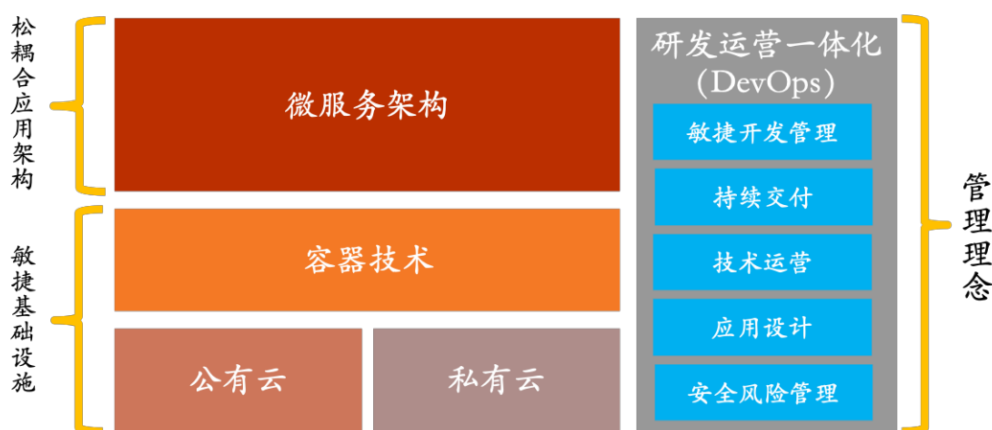 松耦合应用架构
微服务架构
容器技术
公有云
私有云
敏捷基础设施
研发运营一体化
(DevOps)
敏捷开发管理
持续交付
技术运营
应用设计
安全风险管理
管理理念